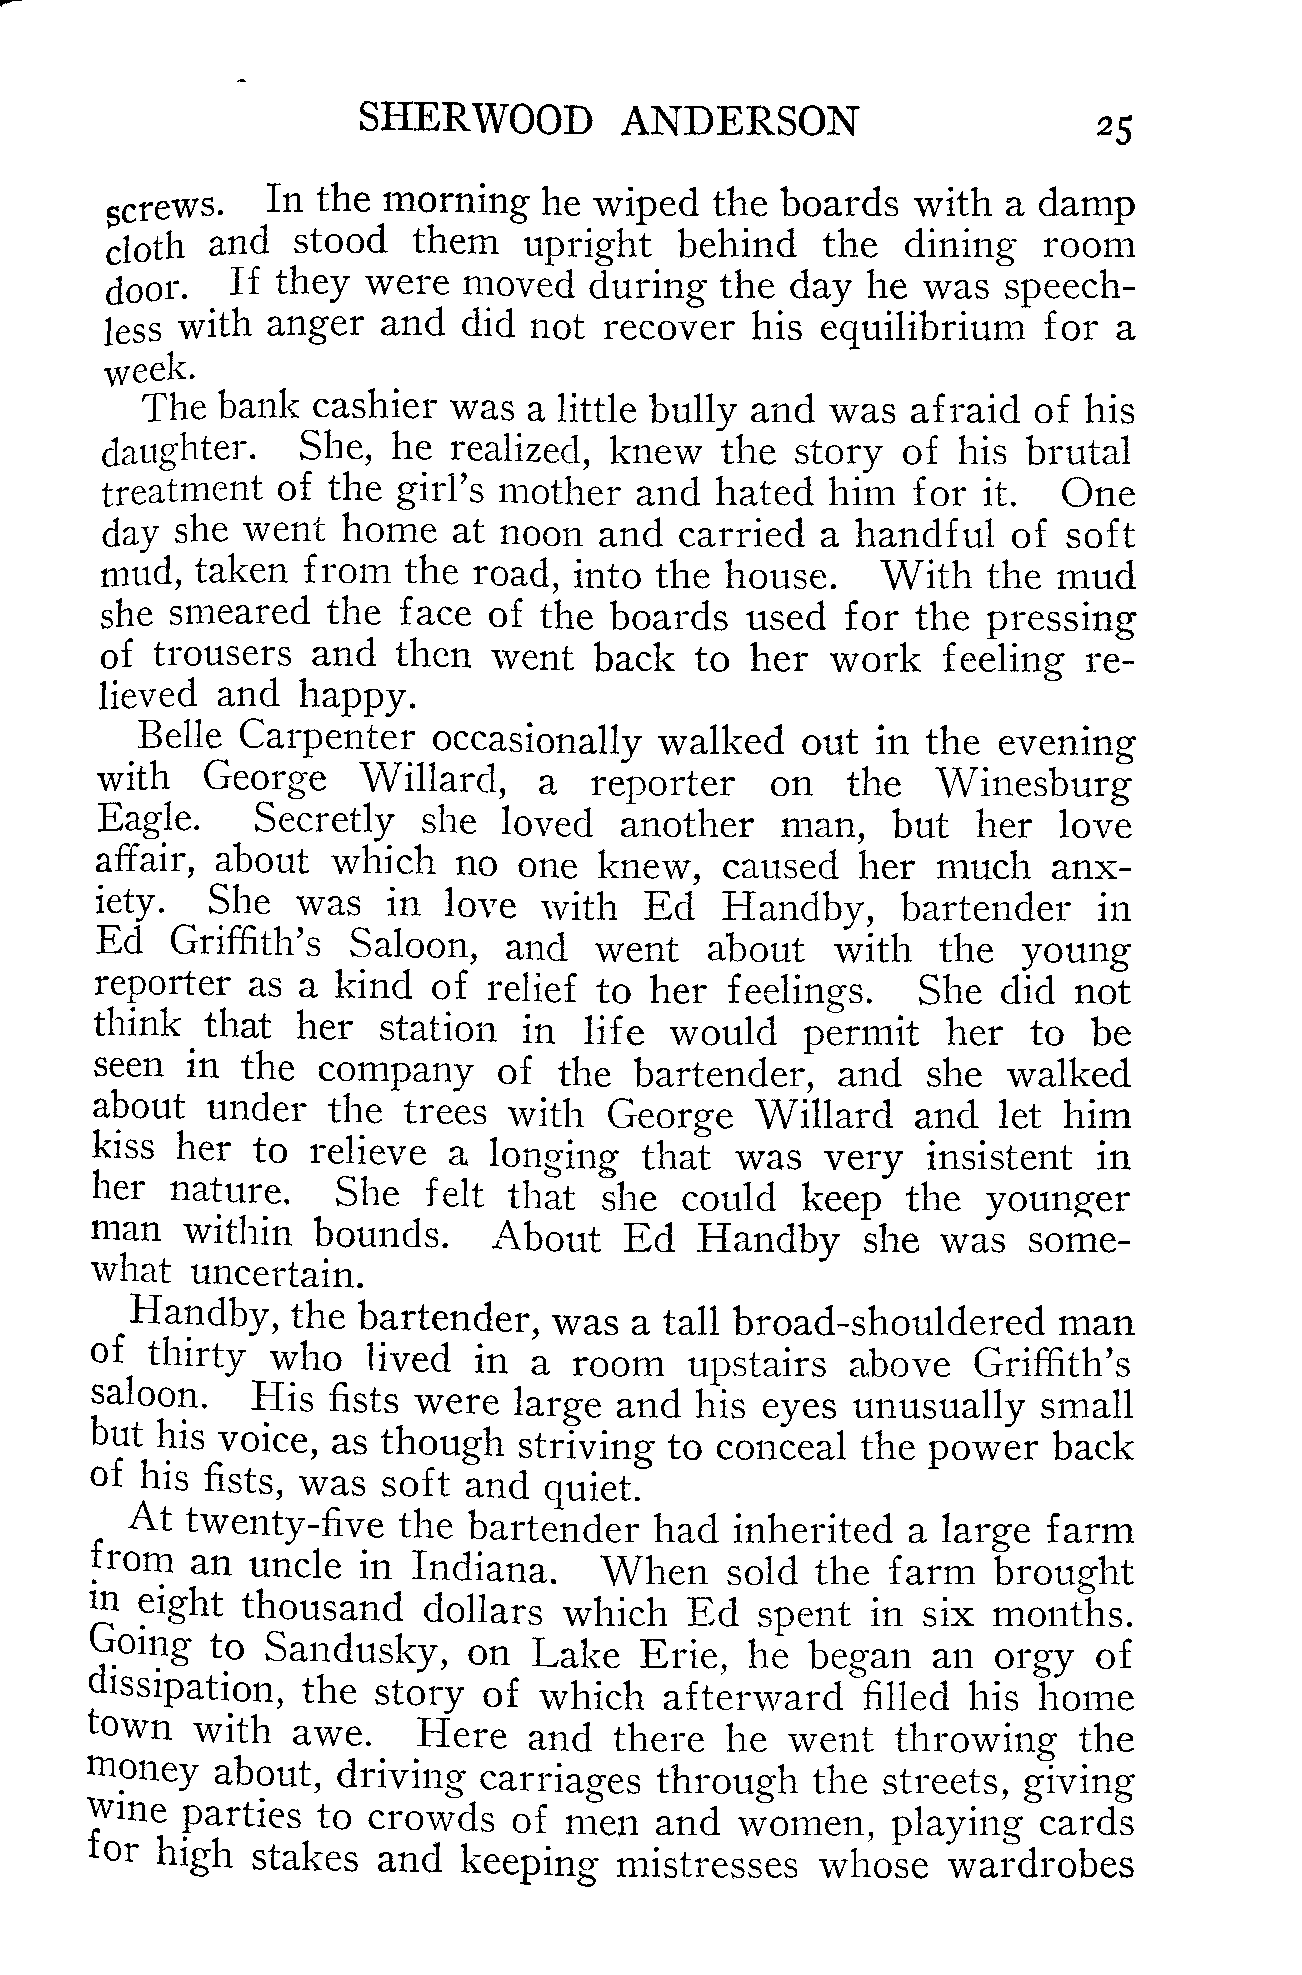 SHERWOOD ANDERSON 25
screws. In the morning he wiped the boards with a damp
cloth and stood them upright behind the dining room
door. If they were moved during the day he was speech-
less with anger and did not recover his equilibrium for a
week.
The bank cashier was a little bully and was afraid of his
daughter. She, he realized, knew the story of his brutal
treatment of the girl's mother and hated him for it. One
day she went home at noon and carried a handful of soft
mud, taken from the road, into the house. With the mud
she smeared the face of the boards used for the pressing
of trousers and then went back to her work feeling re-
lieved and happy.
Belle Carpenter occasionally walked out in the evening
with George Willard, a reporter on the Winesburg
Eagle. Secretly she loved another man, but her love
affair, about which no one knew, caused her much anx-
iety. She was in love with Ed Handby, bartender in
Ed Griffith's Saloon, and went about with the young
reporter as a kind of relief to her feelings. She did not
think that her station in life would permit her to be
seen in the company of the bartender, and she walked
about under the trees with George Willard and let him
kiss her to relieve a longing that was very insistent in
her nature. She felt that she could keep the younger
man within bounds. About Ed Handby she was some-
what uncertain.
Handby, the bartender, was a tall broad-shouldered man
of thirty who lived in a room upstairs above Griffith's
saloon. His fists were large and his eyes unusually small
but his voice, as though striving to conceal the power back
of his fists, was soft and quiet.
At twenty-five the bartender had inherited a large farm
from an uncle in Indiana. When sold the farm brought
in eight thousand dollars which Ed spent in six months.
Going to Sandusky, on Lake Erie, he began an orgy of
dissipation, the story of which afterward filled his home
town with awe. Here and there he went throwing the
money about, driving carriages through the streets, giving
wine parties to crowds of men and women, playing cards
for high stakes and keeping mistresses whose wardrobes